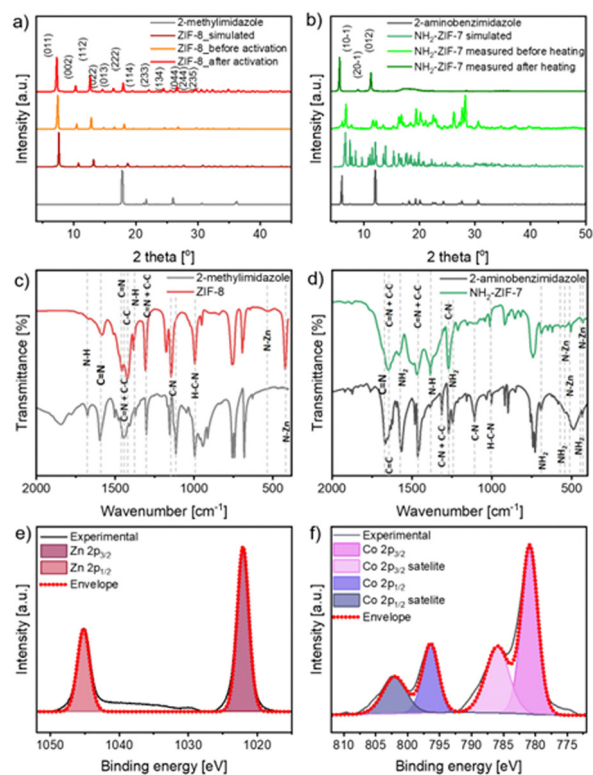 a)
2-methylimidazole
ZIF-8_simulated
ZIF-8_before activation
ZIF-8_after activation
(011)
(002)
(112)
(022)
(013)
(222)
(114)
(233)
(134)
(044)
(244)
(235)
Intensity [a.u.]
10 20 30 40
2 theta [°]
b)
2-aminobenzimidazole
NH2-ZIF-7 simulated
NH2-ZIF-7 measured before heating
NH2-ZIF-7 measured after heating
(10-1)
(20-1)
(012)
Intensity [a.u.]
10 20 30 40 50
2 theta [°]
c)
2-methylimidazole
ZIF-8
N-H
C=N
C=N
C=N + C-C
C-C
N-H
C=N + C-C
C-N
H-C-N
N-Zn
N-Zn
Transmittance [%]
2000 1500 1000 500
Wavenumber [cm-1]
d)
2-aminobenzimidazole
NH2-ZIF-7
C=N + C-C
C=N + C-C
C-N
C=N
NH2
N-H
NH2
N-Zn
N-Zn
N-Zn
C=C
C-N + C-C
C-N
H-C-N
NH2
NH2
NH2
Transmittance [%]
2000 1500 1000 500
Wavenumber [cm-1]
e)
Experimental
Zn 2p3/2
Zn 2p1/2
Envelope
Intensity [a.u.]
1050 1040 1030 1020
Binding energy [eV]
f)
Experimental
Co 2p3/2
Co 2p3/2 satelite
Co 2p1/2
Co 2p1/2 satelite
Envelope
Intensity [a.u.]
810 805 800 795 790 785 780 775
Binding energy [eV]